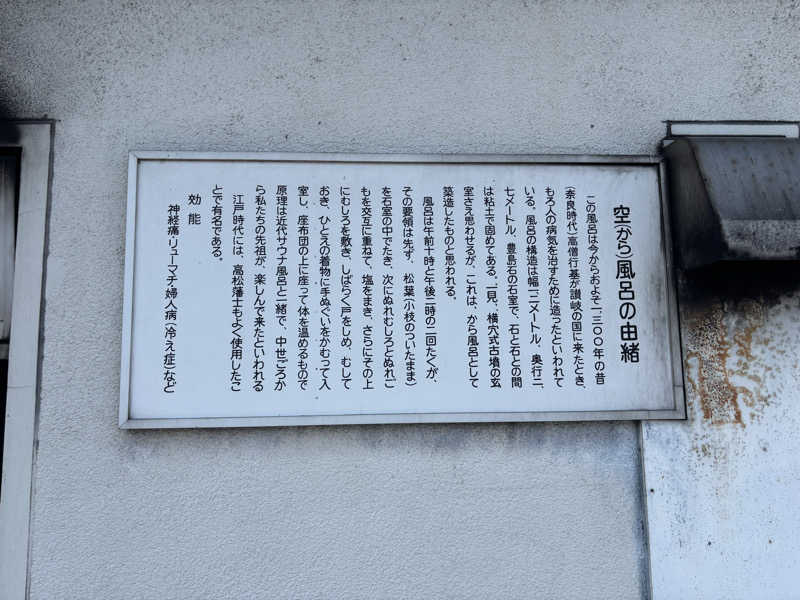 空(から)風呂の由緒
この風呂は今からおよそ一、三〇〇年の昔
(奈良時代)高僧行基が讃岐の国に来たとき、
もろ人の病気を治すために造ったといわれて
いる。風呂の構造は幅二メートル、奥行二、
七メートル、豊島石の石室で、石と石との間
は粘土で固めてある。一見、横穴式古墳の玄
室さえ思わせるが、これは、から風呂として
築造したものと思われる。
風呂は午前十時と午後二時の二回たくが、
その要領は先ず、松葉(小枝のついたまま)
を石室の中でたき、次にぬれむしろとぬれご
もを交互に重ねて、塩をまき、さらにその上
にむしろを敷き、しばらく戸をしめ、むして
おき、ひとえの着物に手ぬぐいをかむって入
室し、座布団の上に座って体を温めるもので
原理は近代サウナ風呂と一緒で、中世ごろか
ら私たちの先祖が、楽しんで来たといわれる
江戸時代には、高松藩士もよく使用したこ
とで有名である。
効能
神経痛・リューマチ・婦人病(冷え症)など